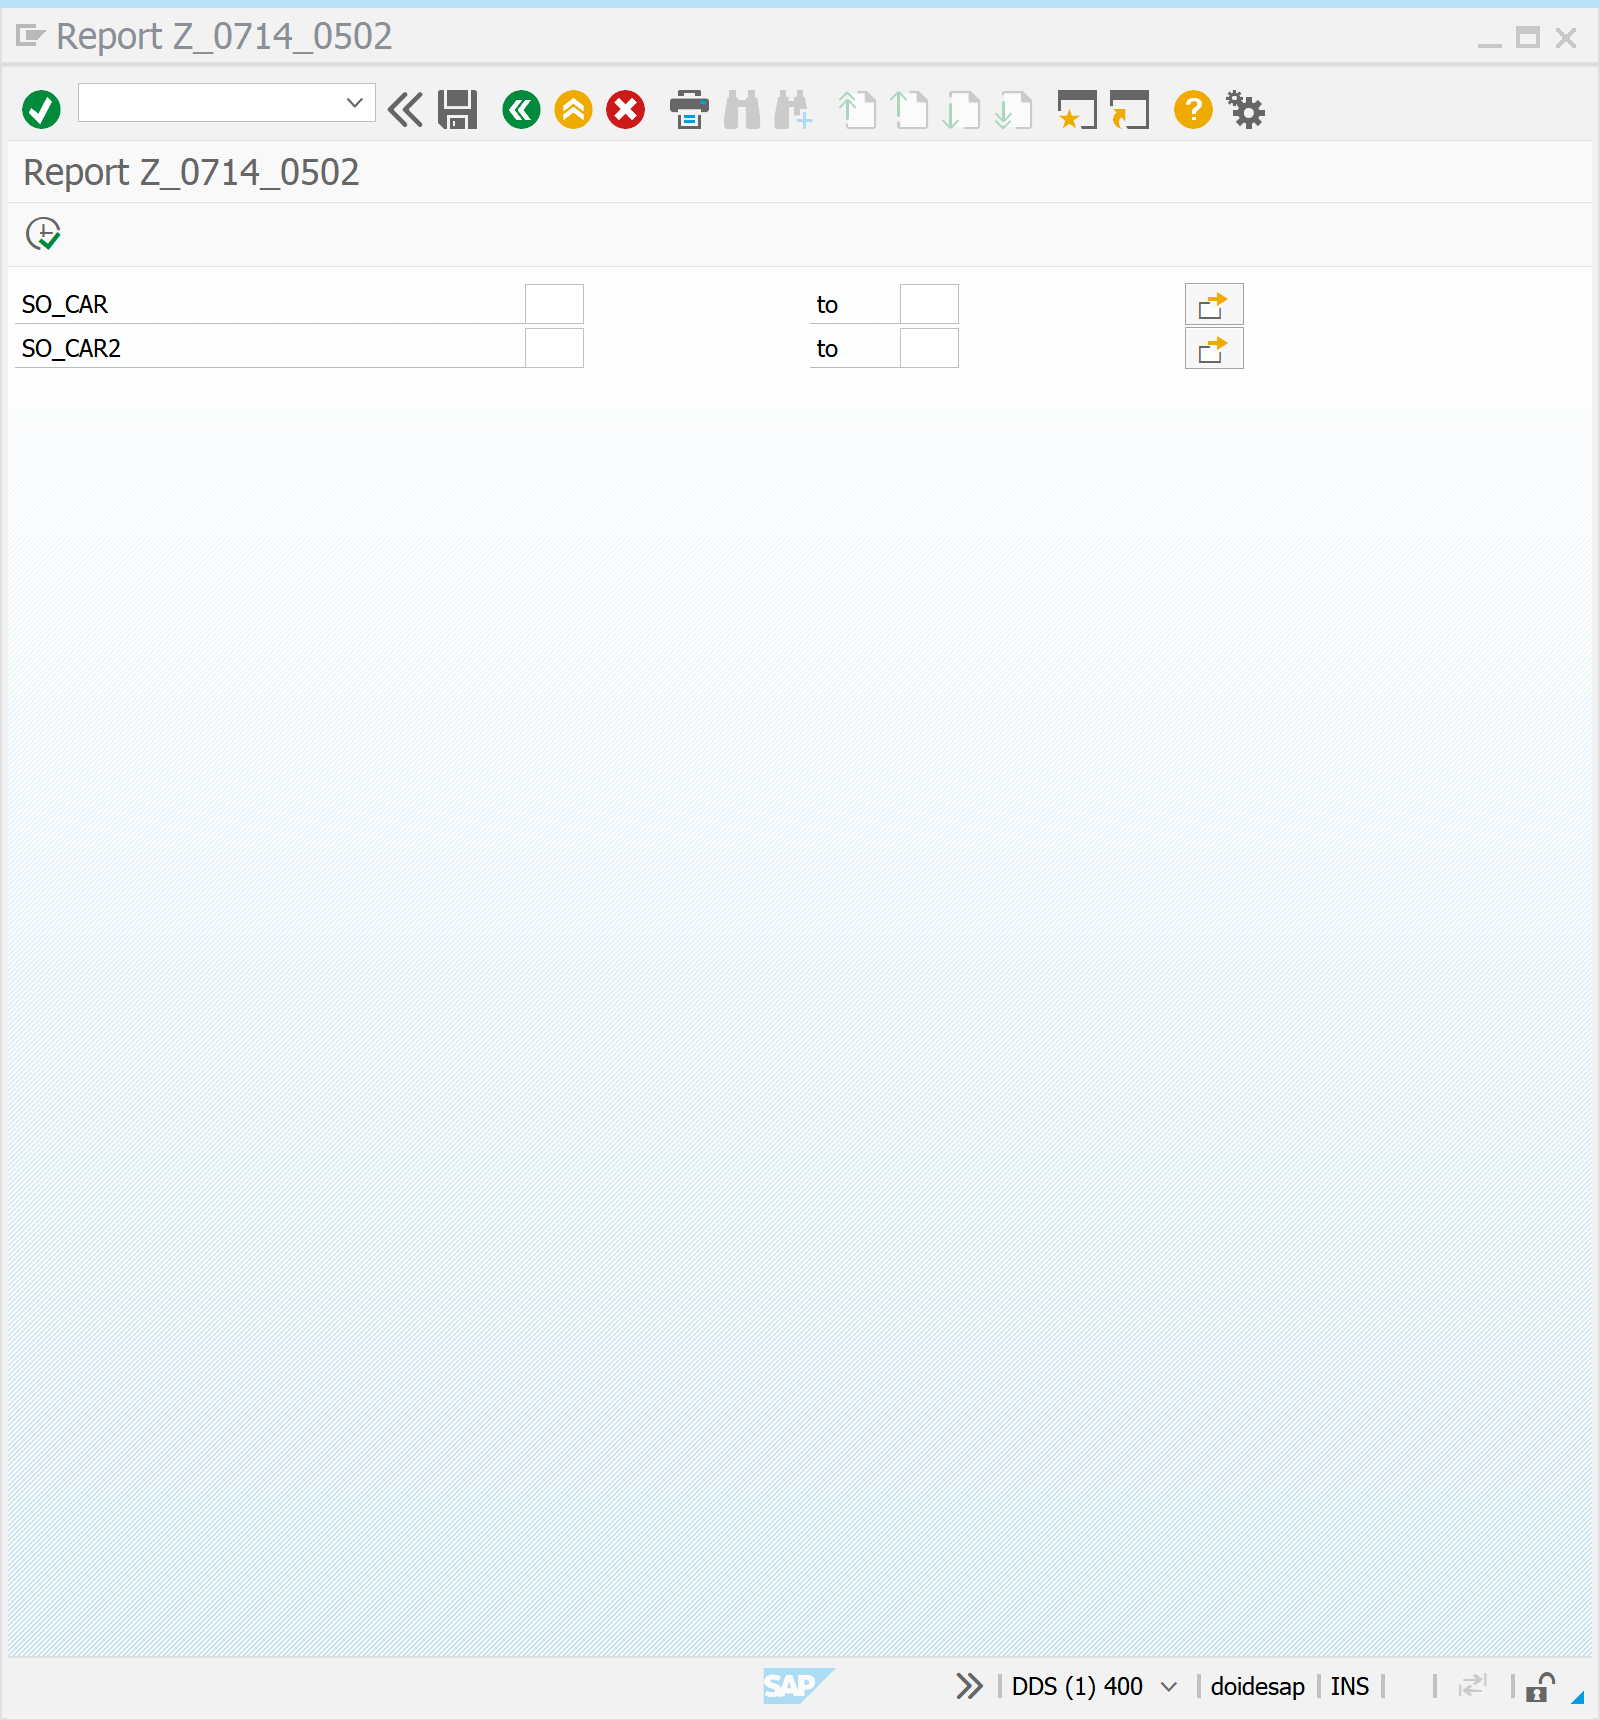 Report Z_0714_0502
Report Z_0714_0502
SO_CAR to
SO_CAR2 to
SAP DDS (1) 400 doidesap INS